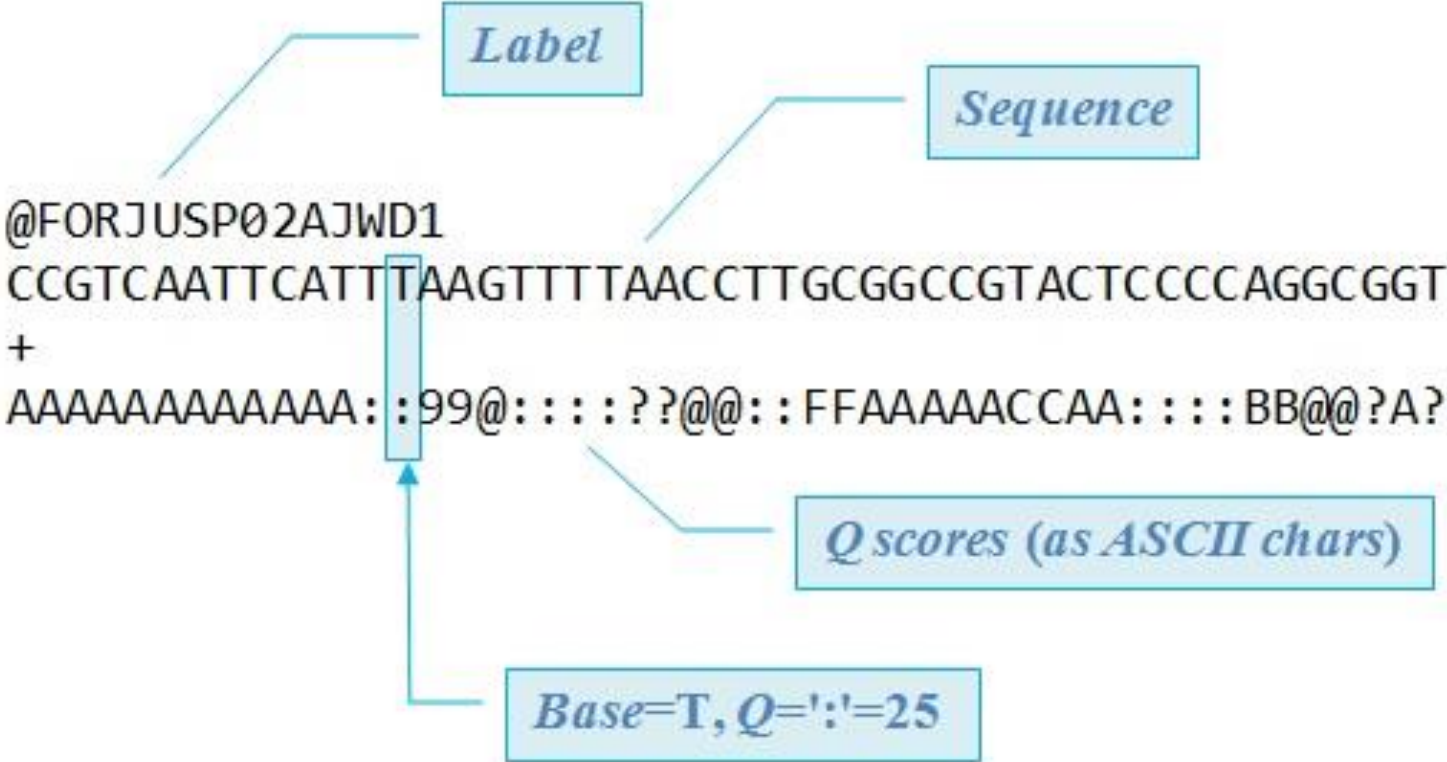 Label
Sequence
@FORJUSP02AJWD1
CCGTCAATTCATTTAAGTTTTAACCTTGCGGCCGTACTCCCCAGGCGGT
+
AAAAAAAAAAAA::99@::::??@@::FFAAAAACCAA::::BB@@?A?
Q scores (as ASCII chars)
Base=T, Q=':'=25